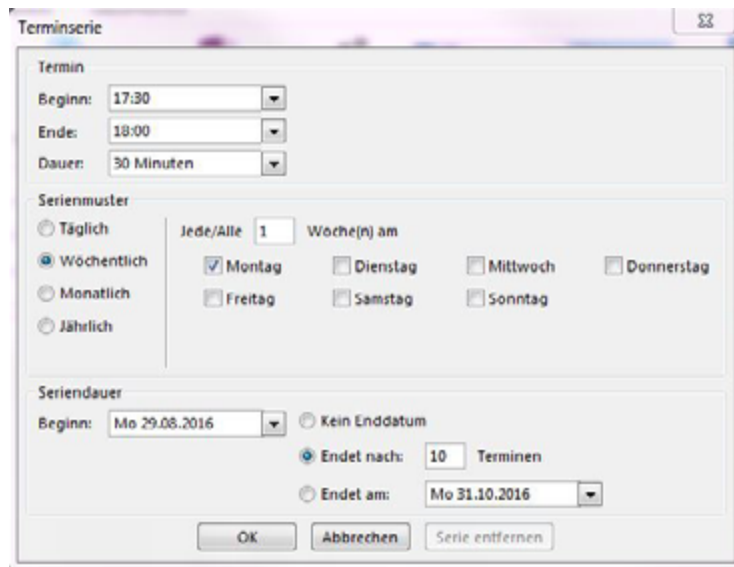 Terminserie
Termin
Beginn: 17:30
Ende: 18:00
Dauer: 30 Minuten
Serienmuster
Täglich Jede/Alle 1 Woche(n) am
Wöchentlich Montag Dienstag Mittwoch Donnerstag
Monatlich Freitag Samstag Sonntag
Jährlich
Seriendauer
Beginn: Mo 29.08.2016 Kein Enddatum
Endet nach: 10 Terminen
Endet am: Mo 31.10.2016
OK Abbrechen Serie entfernen